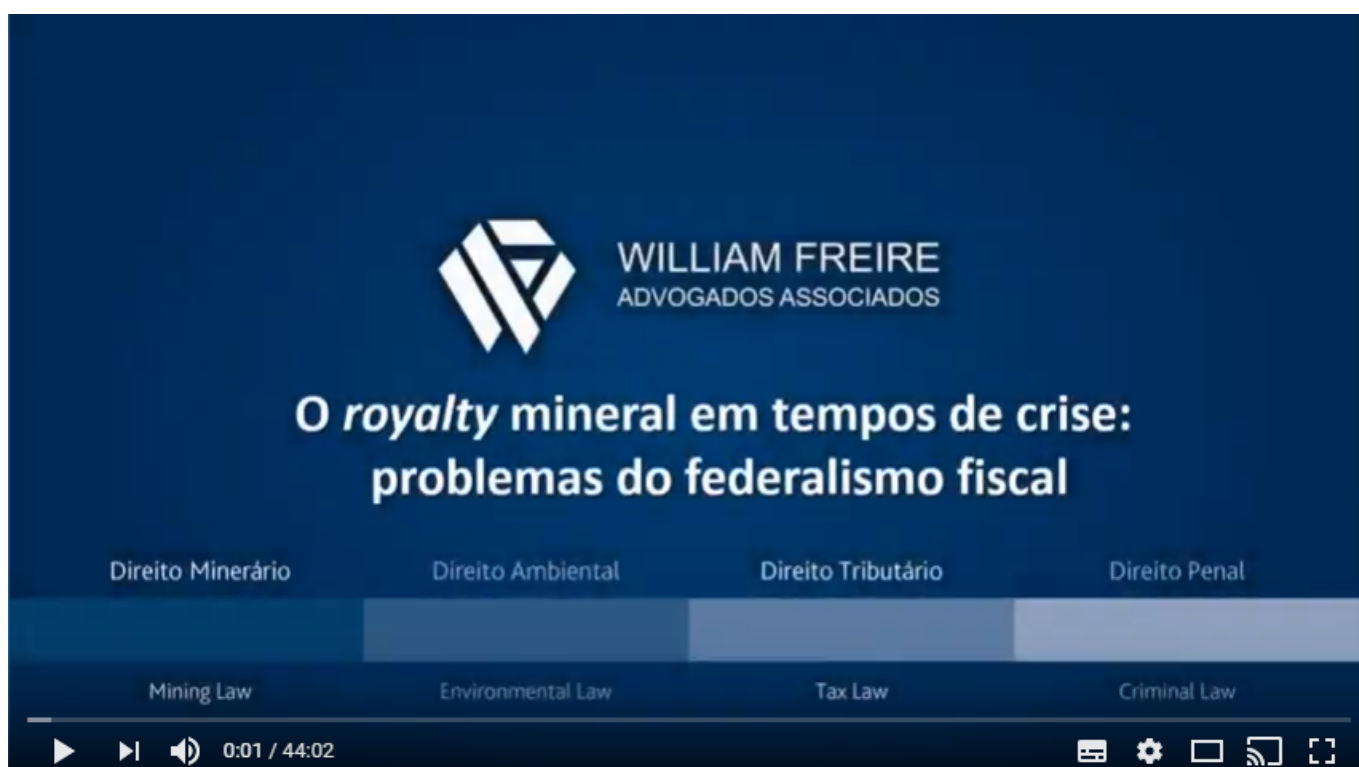 WILLIAM FREIRE
ADVOGADOS ASSOCIADOS
O royalty mineral em tempos de crise:
problemas do federalismo fiscal
Direito Minerário Direito Ambiental Direito Tributário Direito Penal
Mining Law Environmental Law Tax Law Criminal Law
0:01 / 44:02